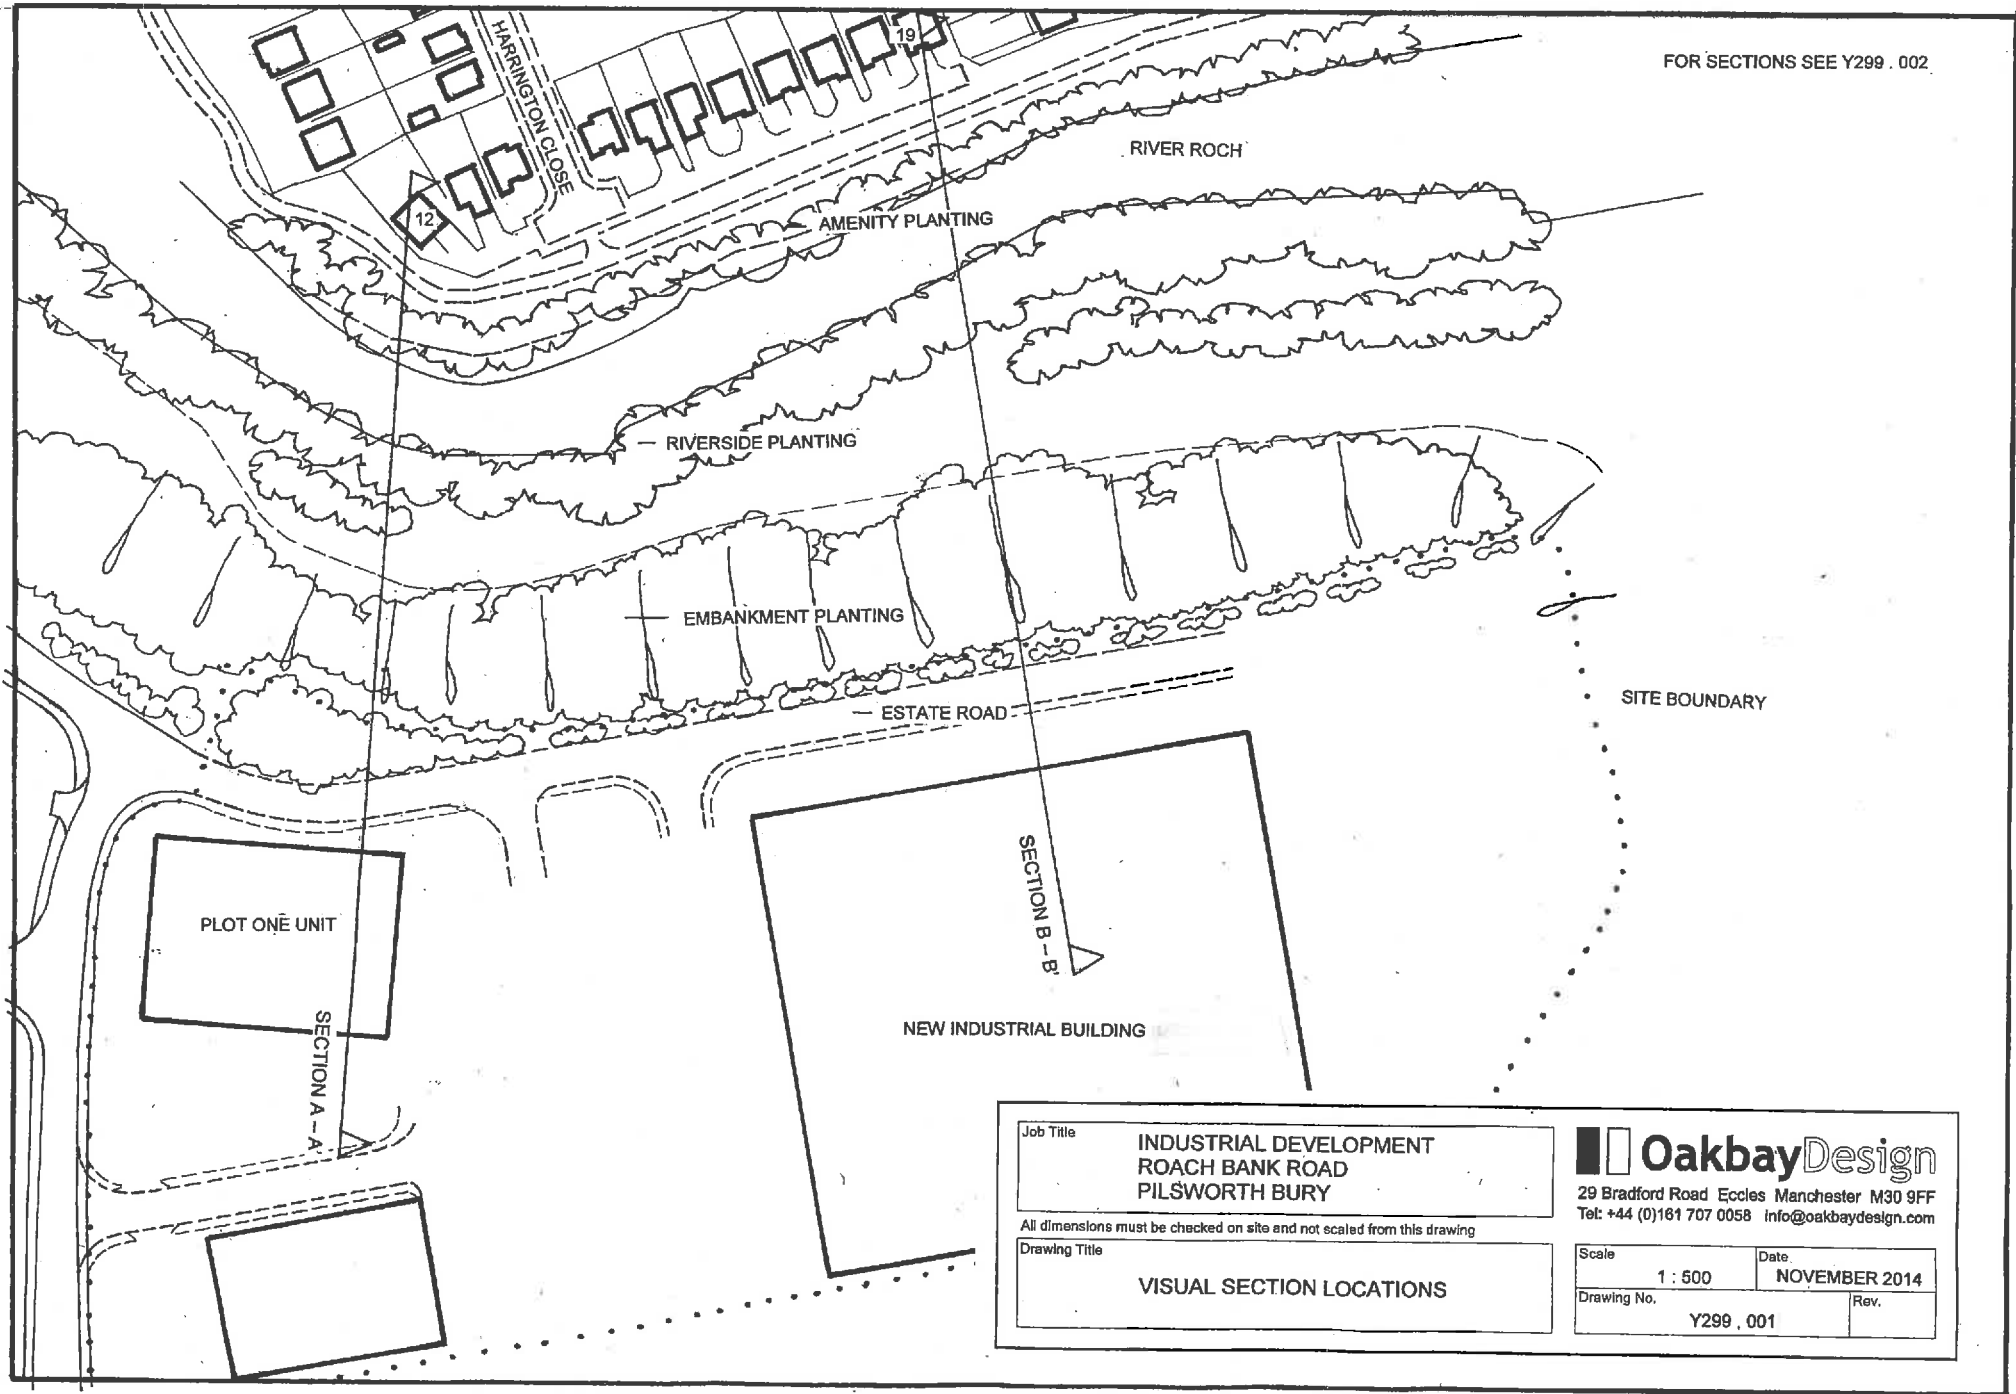 FOR SECTIONS SEE Y299 . 002
19
HARRINGTON CLOSE
RIVER ROCH
12
AMENITY PLANTING
RIVERSIDE PLANTING
EMBANKMENT PLANTING
SITE BOUNDARY
ESTATE ROAD
PLOT ONE UNIT
SECTION B – B'
NEW INDUSTRIAL BUILDING
SECTION A – A'
Job Title
INDUSTRIAL DEVELOPMENT
ROACH BANK ROAD
PILSWORTH BURY
All dimensions must be checked on site and not scaled from this drawing
Drawing Title
VISUAL SECTION LOCATIONS
OakbayDesign
29 Bradford Road Eccles Manchester M30 9FF
Tel: +44 (0)161 707 0058 info@oakbaydesign.com
Scale
1 : 500
Date
NOVEMBER 2014
Drawing No.
Y299 . 001
Rev.